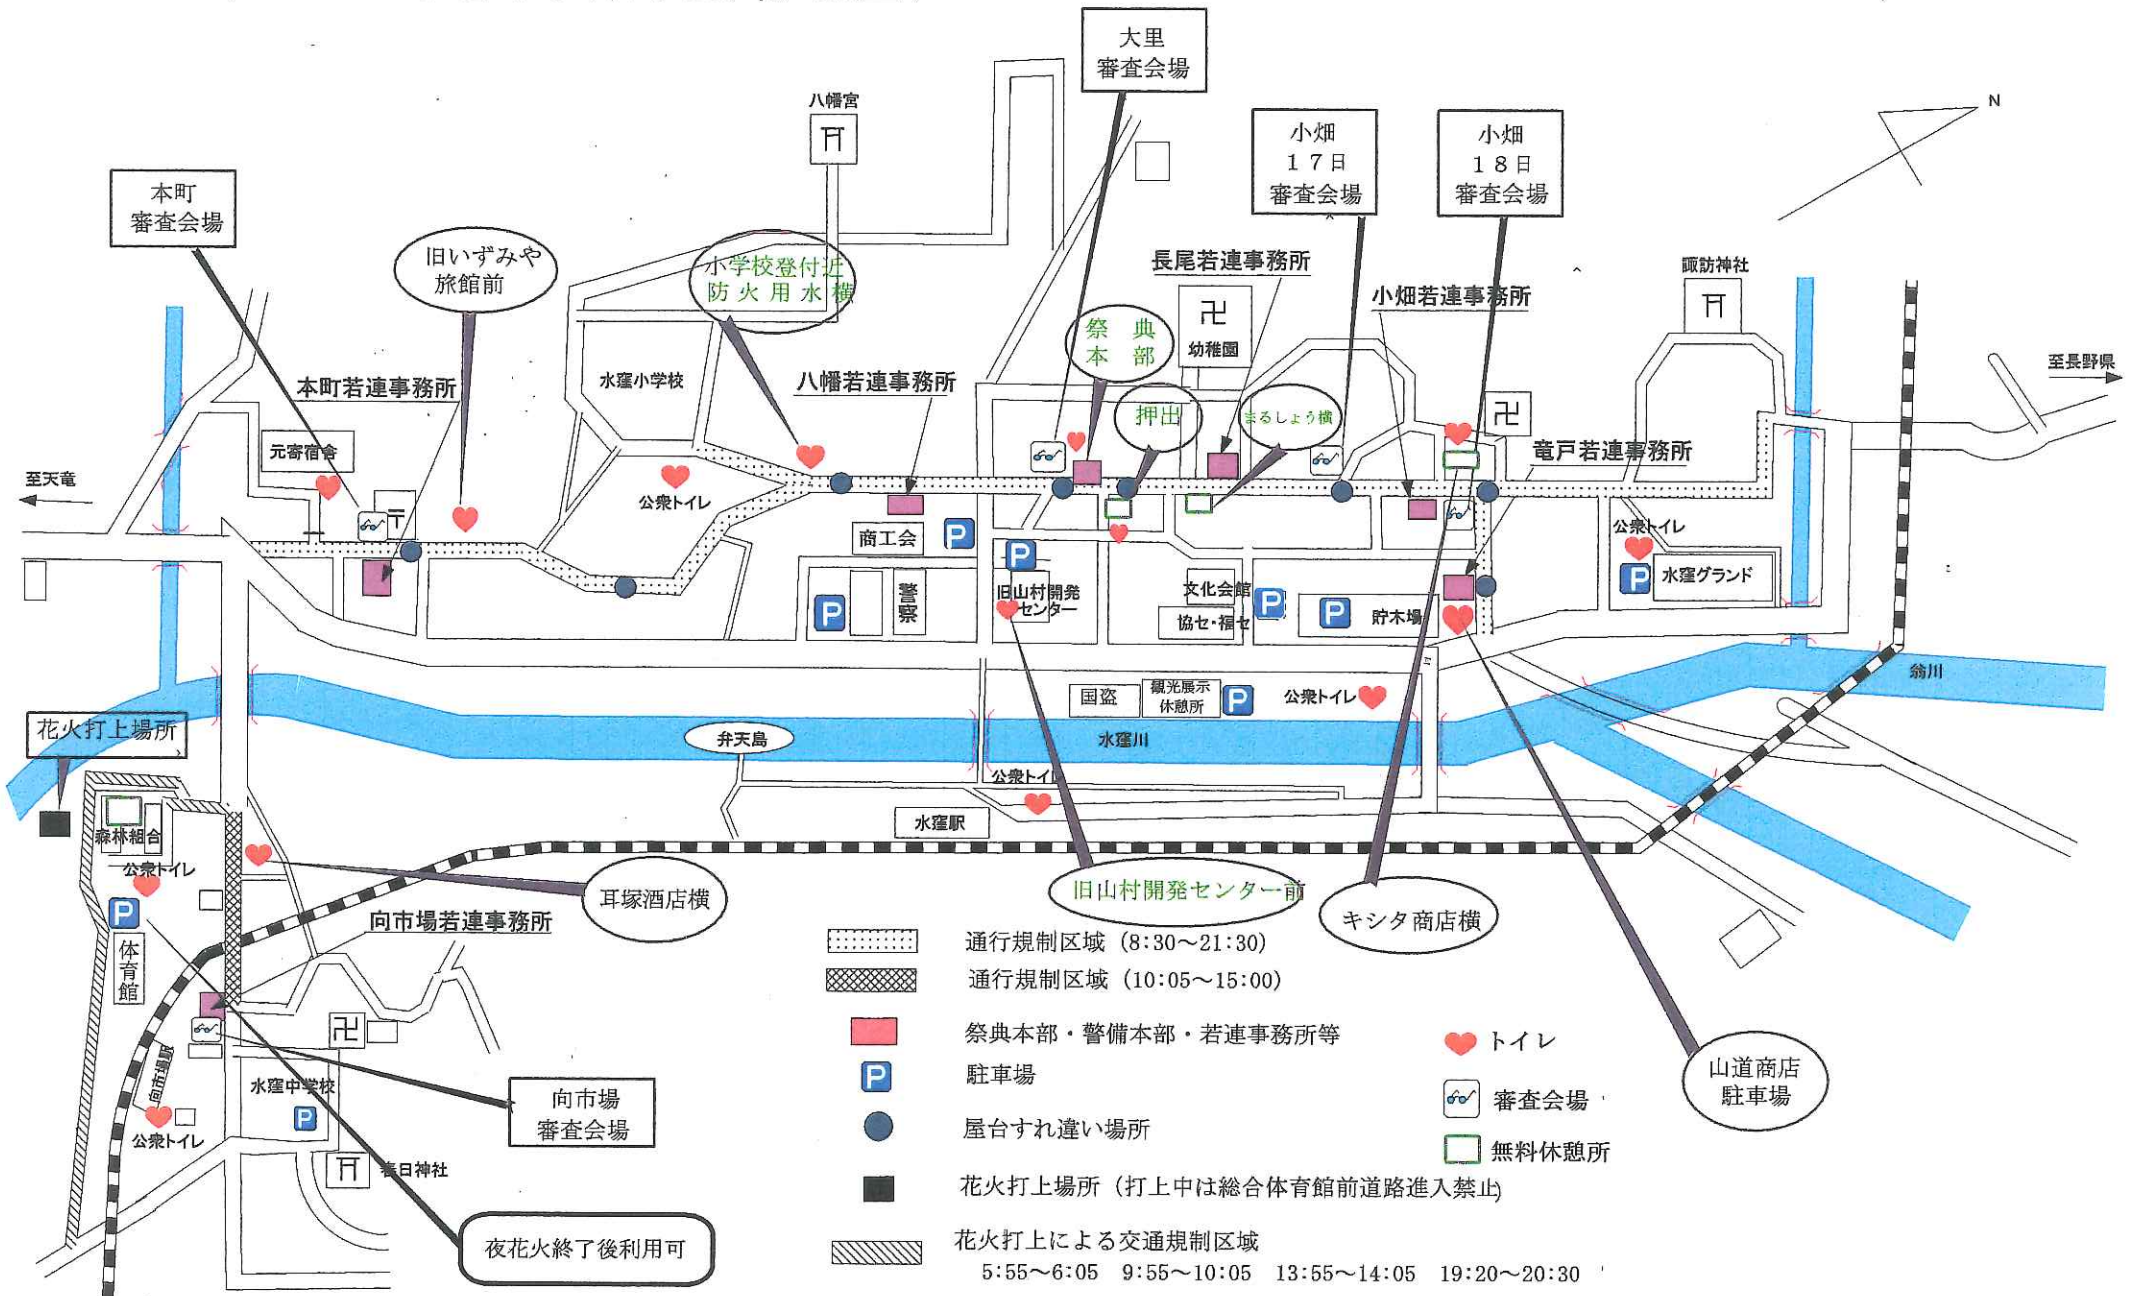 大里
審査会場
八幡宮
N
小畑
17日
審査会場
小畑
18日
審査会場
本町
審査会場
旧いずみや
旅館前
小学校登付近
防火用水横
長尾若連事務所
諏訪神社
小畑若連事務所
祭典
本部
幼稚園
至長野県
本町若連事務所
水窪小学校
八幡若連事務所
押出
まるしょう横
元寄宿舎
竜戸若連事務所
至天竜
公衆トイレ
〒
商工会
P
P
公衆トイレ
P
水窪グランド
警察
P
旧山村開発
センター
文化会館
協セ・福セ
P
P
貯木場
国盗
観光展示
休憩所
P
公衆トイレ
翁川
花火打上場所
弁天島
水窪川
公衆トイレ
水窪駅
森林組合
公衆トイレ
P
体育館
耳塚酒店横
旧山村開発センター前
キシタ商店横
向市場若連事務所
通行規制区域 (8:30～21:30)
通行規制区域 (10:05～15:00)
祭典本部・警備本部・若連事務所等
トイレ
P
駐車場
審査会場
屋台すれ違い場所
無料休憩所
山道商店
駐車場
向市場駅
水窪中学校
P
公衆トイレ
向市場
審査会場
春日神社
花火打上場所（打上中は総合体育館前道路進入禁止)
夜花火終了後利用可
花火打上による交通規制区域
5:55～6:05 9:55～10:05 13:55～14:05 19:20～20:30